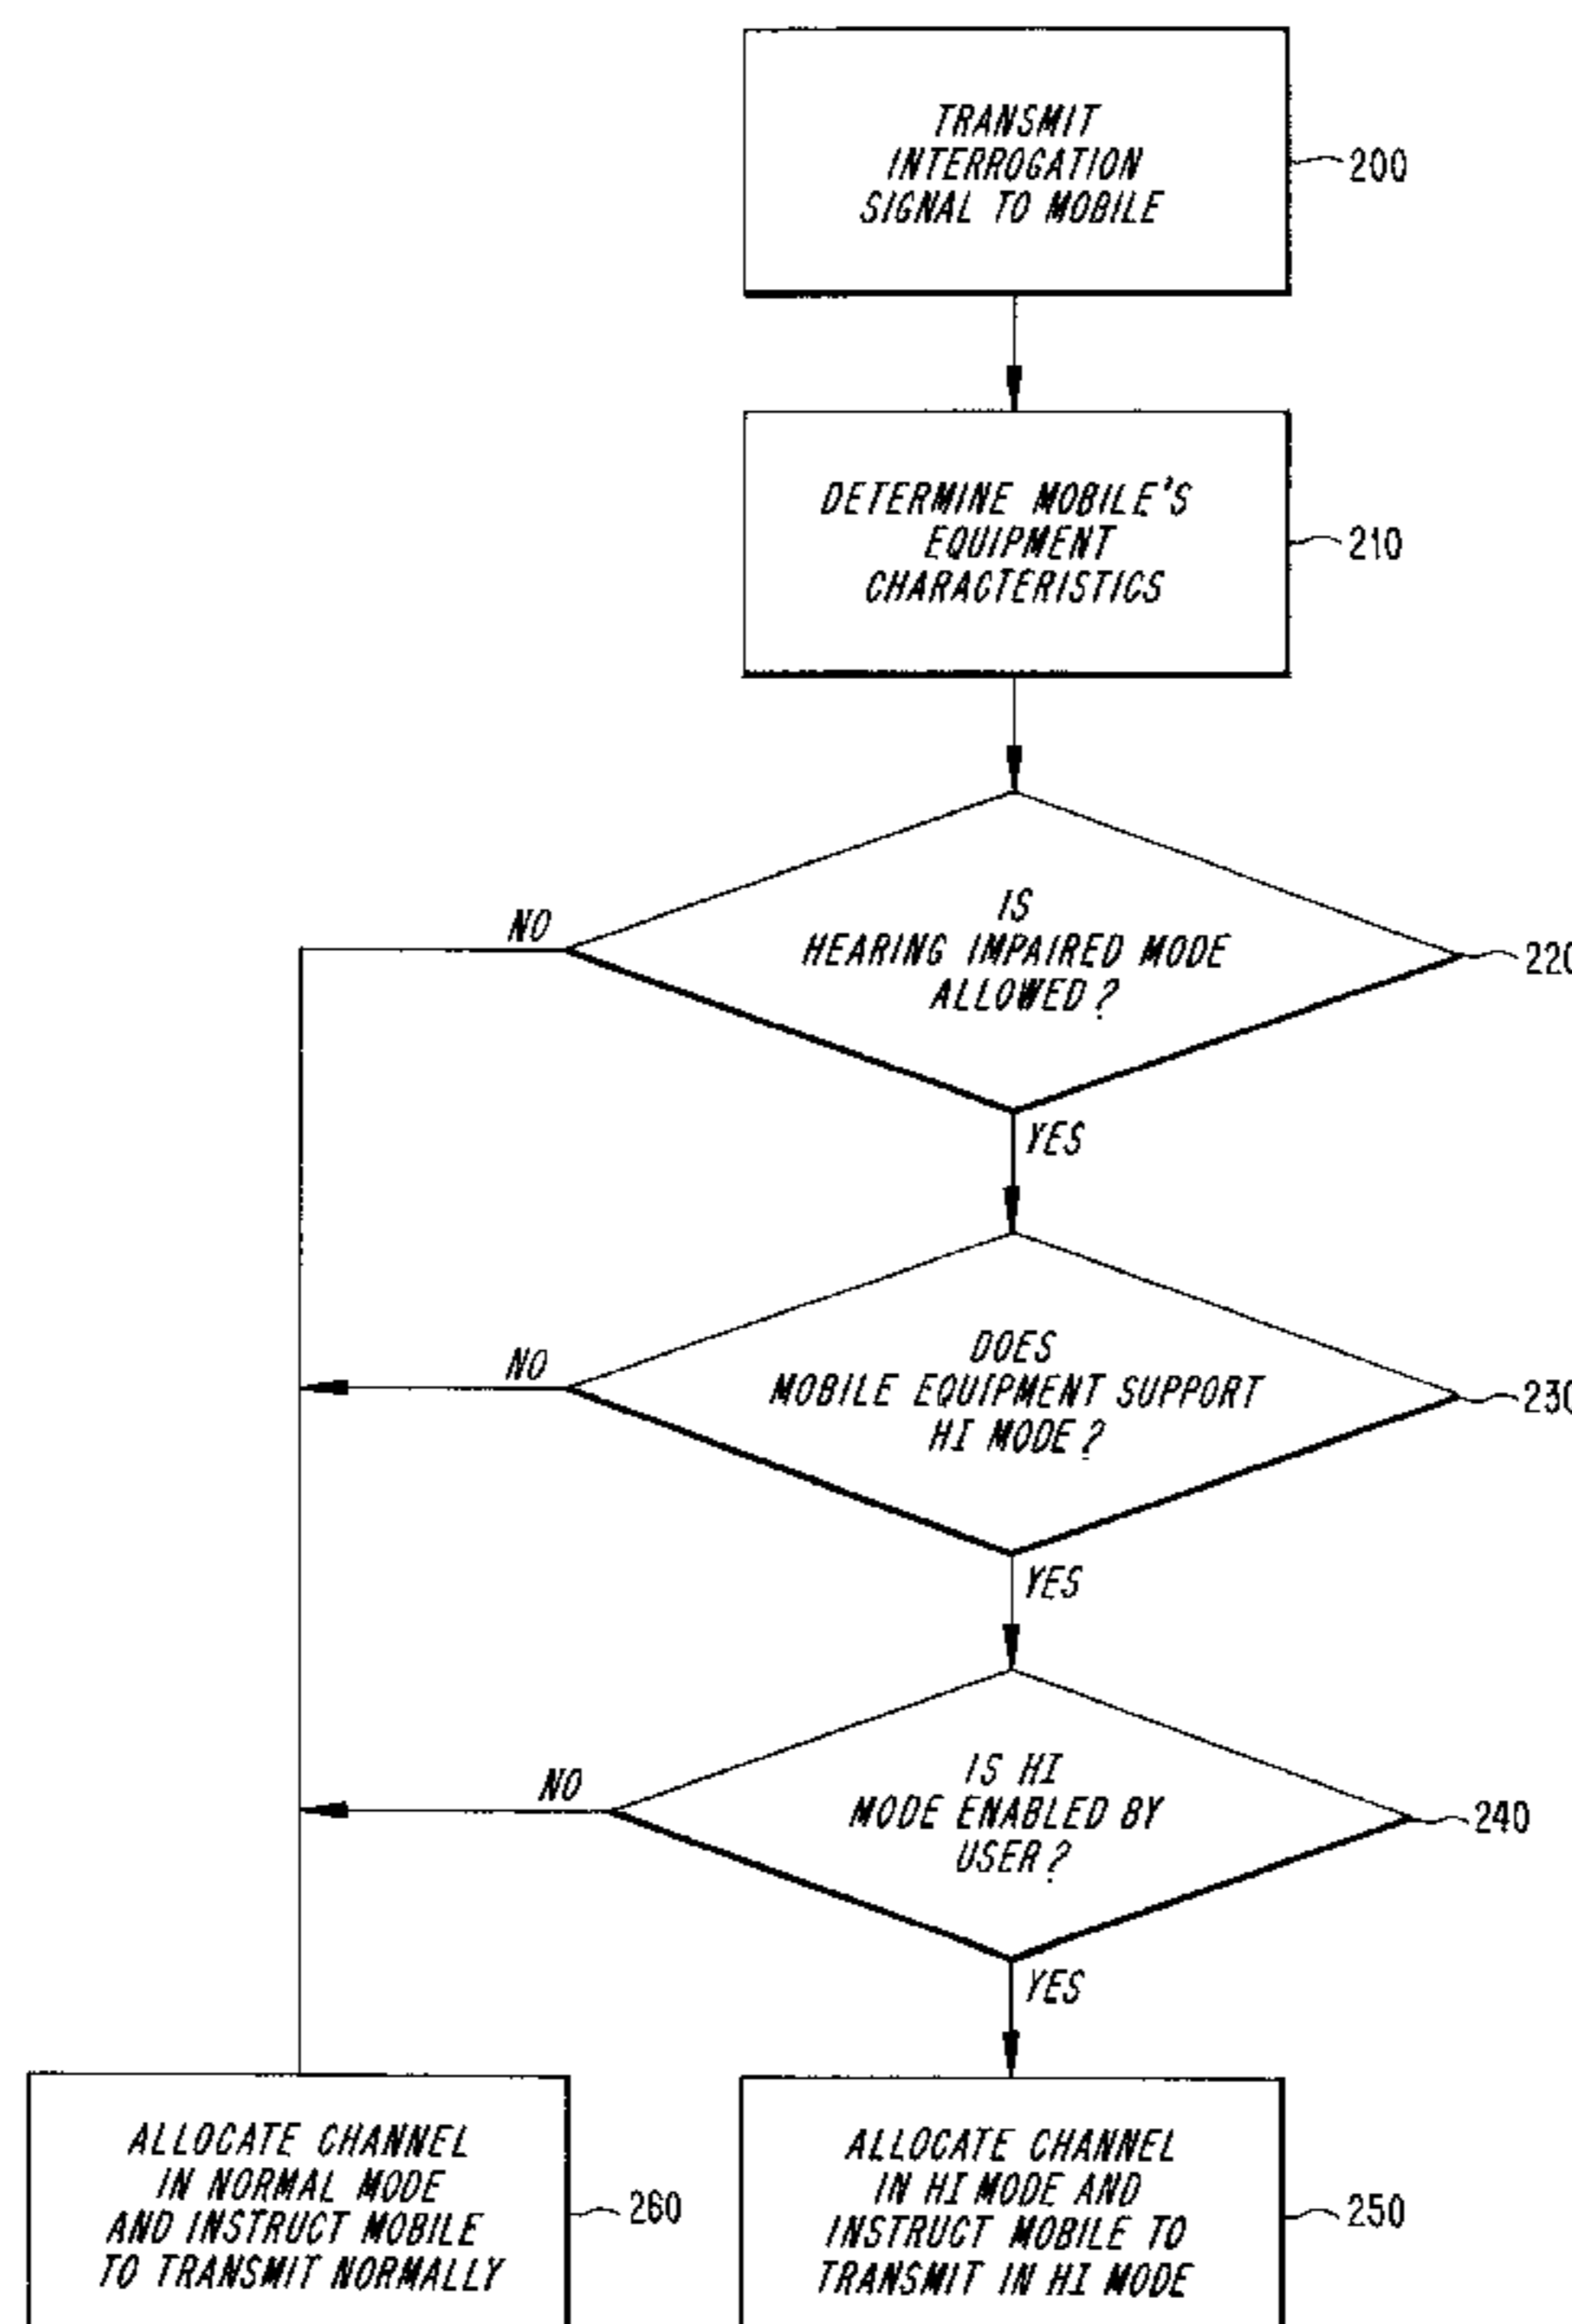 TRANSMIT
INTERROGATION
SIGNAL TO MOBILE
200
DETERMINE MOBILE'S
EQUIPMENT
CHARACTERISTICS
210
IS
HEARING IMPAIRED MODE
ALLOWED?
220
NO
YES
DOES
MOBILE EQUIPMENT SUPPORT
HI MODE?
230
NO
YES
IS HI
MODE ENABLED BY
USER?
240
NO
YES
ALLOCATE CHANNEL
IN NORMAL MODE
AND INSTRUCT MOBILE
TO TRANSMIT NORMALLY
260
ALLOCATE CHANNEL
IN HI MODE AND
INSTRUCT MOBILE TO
TRANSMIT IN HI MODE
250